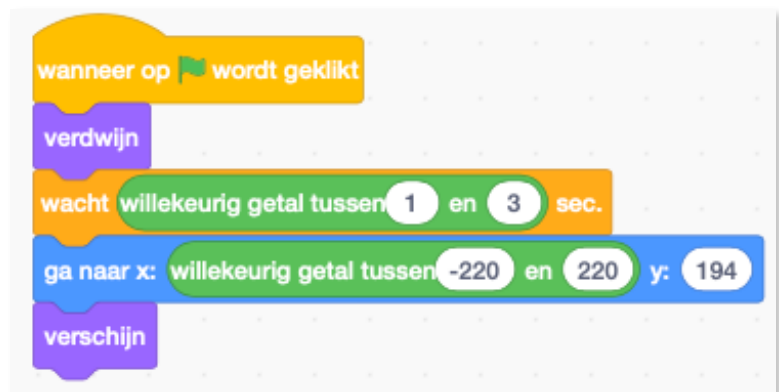 wanneer op wordt geklikt
verdwijn
wacht willekeurig getal tussen 1 en 3 sec.
ga naar x: willekeurig getal tussen -220 en 220 y: 194
verschijn